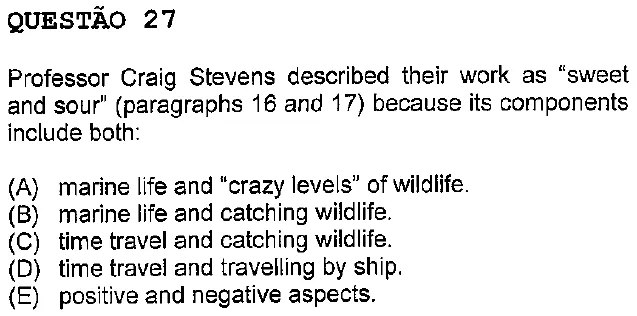 QUESTÃO 27
Professor Craig Stevens described their work as “sweet
and sour” (paragraphs 16 and 17) because its components
include both:
(A) marine life and “crazy levels” of wildlife.
(B) marine life and catching wildlife.
(C) time travel and catching wildlife.
(D) time travel and travelling by ship.
(E) positive and negative aspects.